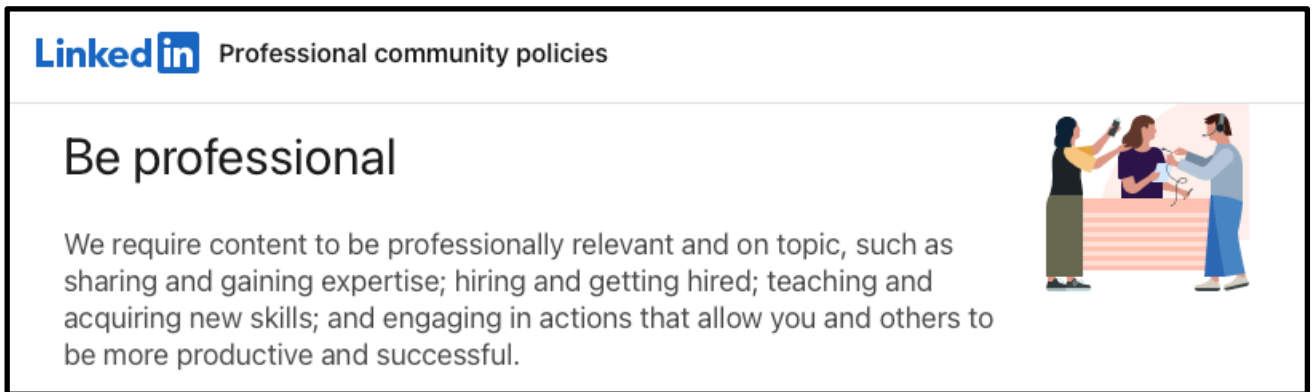 Linked in Professional community policies
Be professional
We require content to be professionally relevant and on topic, such as
sharing and gaining expertise; hiring and getting hired; teaching and
acquiring new skills; and engaging in actions that allow you and others to
be more productive and successful.